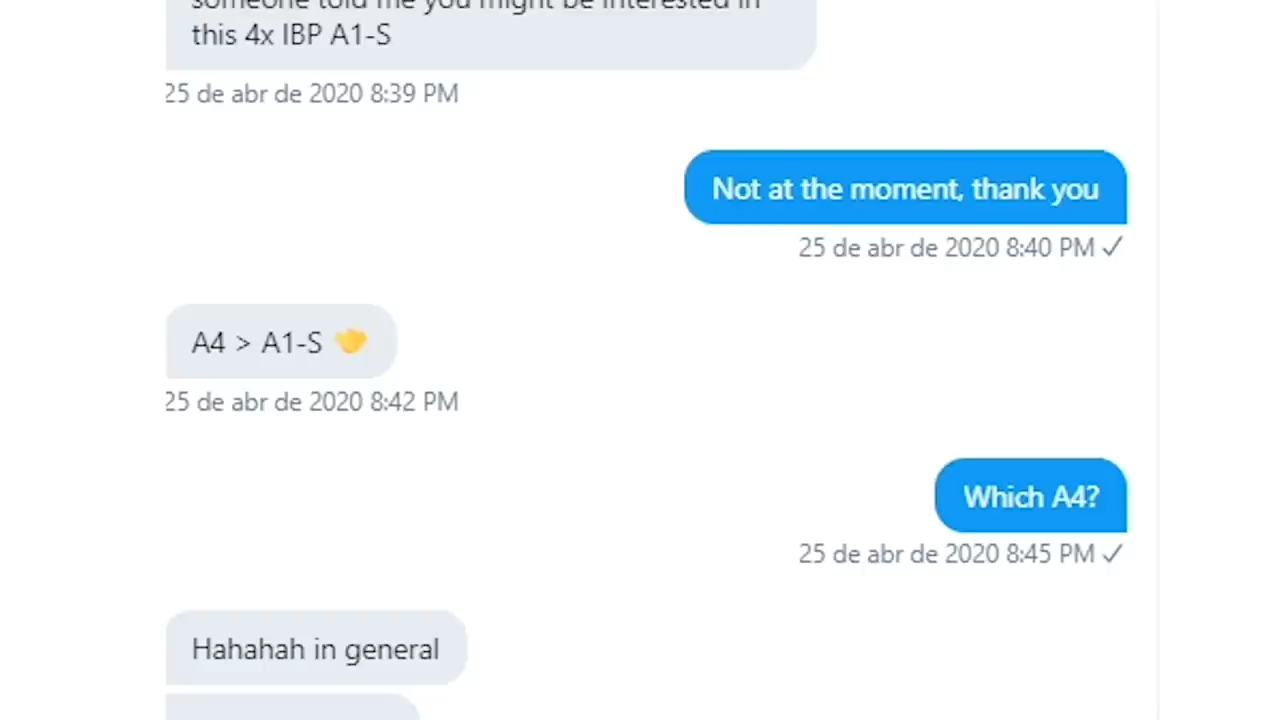 someone told me you might be interested in
this 4x IBP A1-S
25 de abr de 2020 8:39 PM
Not at the moment, thank you
25 de abr de 2020 8:40 PM ✓
A4 > A1-S
25 de abr de 2020 8:42 PM
Which A4?
25 de abr de 2020 8:45 PM ✓
Hahahah in general